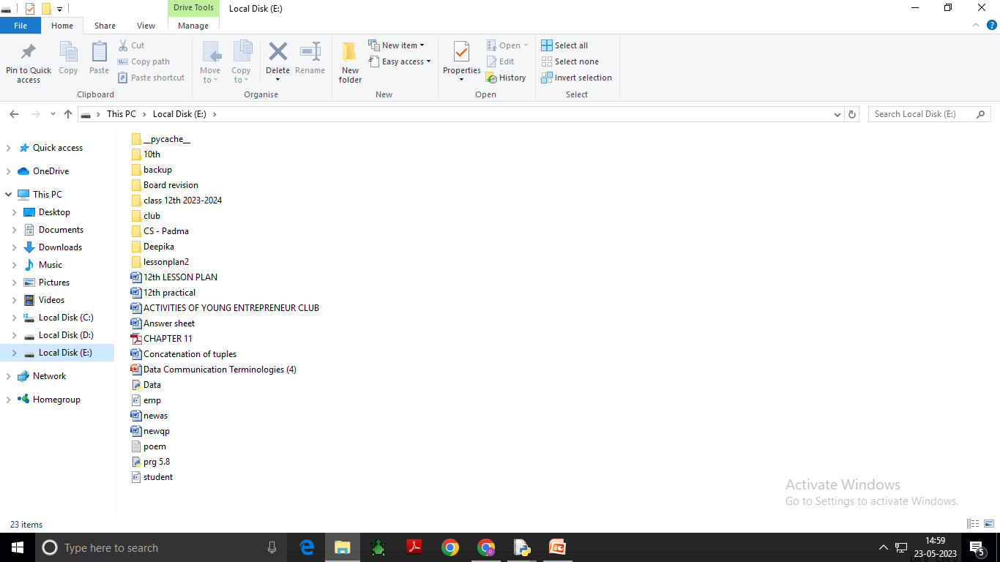 Drive Tools
Local Disk (E:)
File
Home
Share
View
Manage
Pin to Quick access
Copy
Paste
Cut
Copy path
Paste shortcut
Clipboard
Move to
Copy to
Delete
Rename
Organise
New folder
New item
Easy access
New
Properties
Open
Edit
History
Open
Select all
Select none
Invert selection
Select
This PC
Local Disk (E:)
Search Local Disk (E:)
Quick access
OneDrive
This PC
Desktop
Documents
Downloads
Music
Pictures
Videos
Local Disk (C:)
Local Disk (D:)
Local Disk (E:)
Network
Homegroup
__pycache__
10th
backup
Board revision
class 12th 2023-2024
club
CS - Padma
Deepika
lessonplan2
12th LESSON PLAN
12th practical
ACTIVITIES OF YOUNG ENTREPRENEUR CLUB
Answer sheet
CHAPTER 11
Concatenation of tuples
Data Communication Terminologies (4)
Data
emp
newas
newqp
poem
prg 5.8
student
Activate Windows
Go to Settings to activate Windows.
23 items
Type here to search
14:59
23-05-2023
5